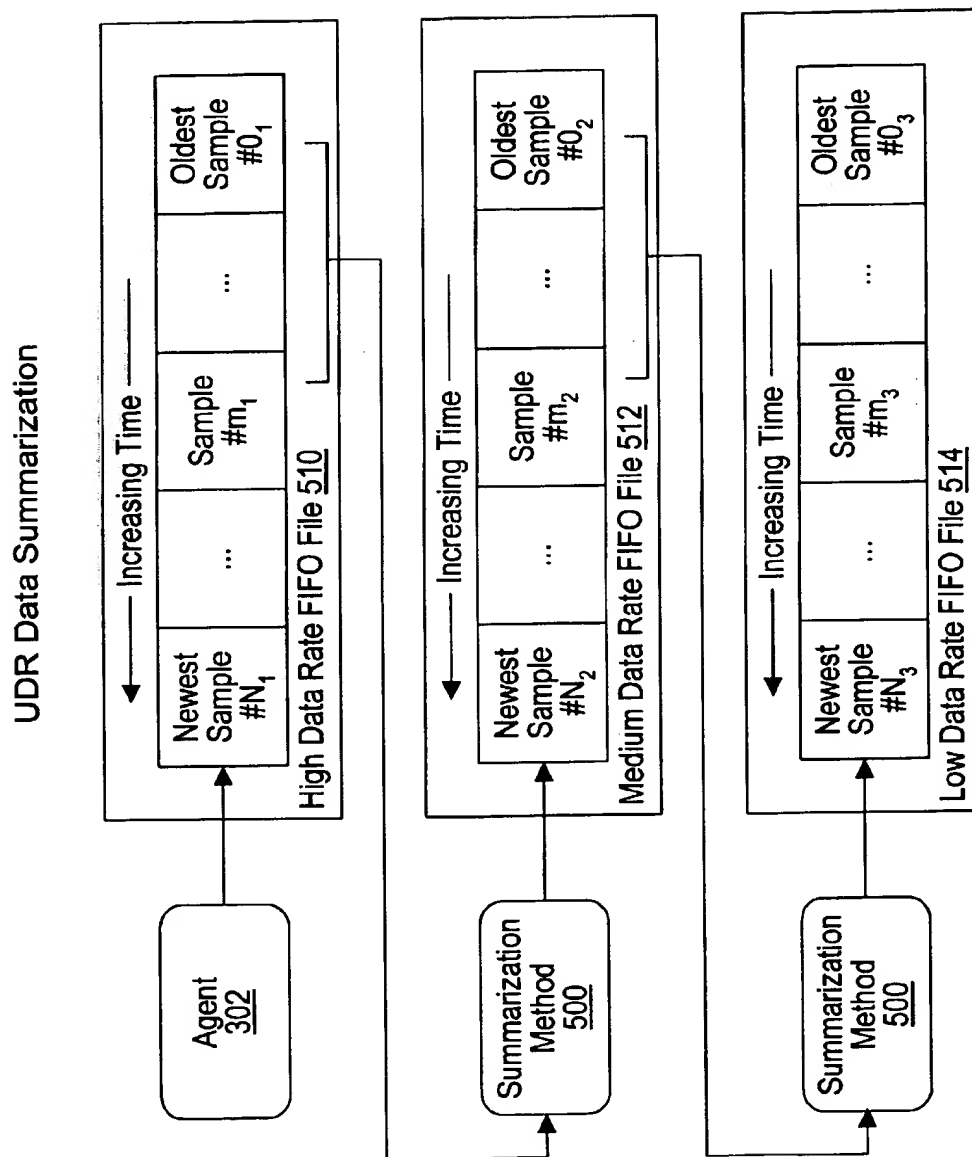 UDR Data Summarization
Agent
302
Increasing Time
Newest
Sample
#N₁
...
Sample
#m₁
...
Oldest
Sample
#0₁
High Data Rate FIFO File 510
Summarization
Method
500
Increasing Time
Newest
Sample
#N₂
...
Sample
#m₂
...
Oldest
Sample
#0₂
Medium Data Rate FIFO File 512
Summarization
Method
500
Increasing Time
Newest
Sample
#N₃
...
Sample
#m₃
...
Oldest
Sample
#0₃
Low Data Rate FIFO File 514